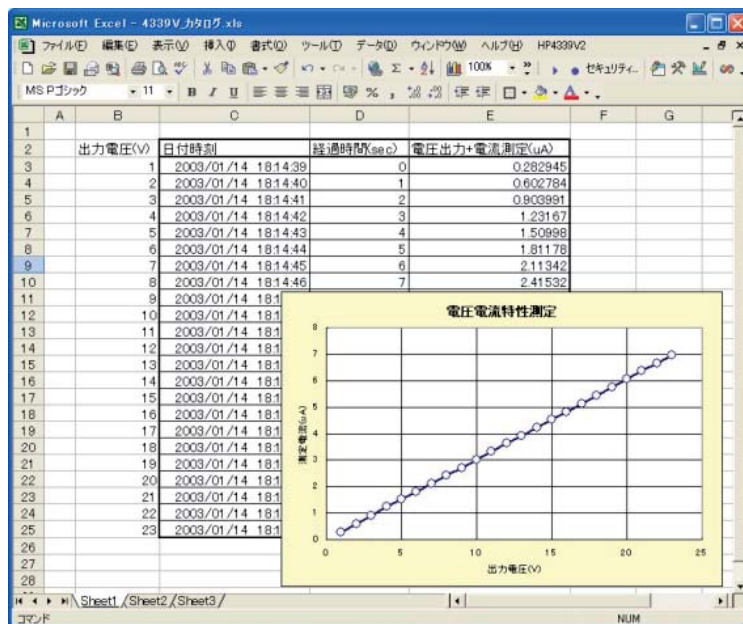 Microsoft Excel - 4339V_カタログ.xls
ファイル(F) 編集(E) 表示(V) 挿入(I) 書式(O) ツール(T) データ(D) ウィンドウ(W) ヘルプ(H) HP4339V2
100% セキュリティ...
MS Pゴシック 11 B I U
A B C D E F G
1
2 出力電圧(V) 日付時刻 経過時間(sec) 電圧出力+電流測定(uA)
3 1 2003/01/14 18:14:39 0 0.282945
4 2 2003/01/14 18:14:40 1 0.602784
5 3 2003/01/14 18:14:41 2 0.903991
6 4 2003/01/14 18:14:42 3 1.23167
7 5 2003/01/14 18:14:43 4 1.50998
8 6 2003/01/14 18:14:44 5 1.81178
9 7 2003/01/14 18:14:45 6 2.11342
10 8 2003/01/14 18:14:46 7 2.41532
11 9 2003/01/14 18:1
12 10 2003/01/14 18:1
13 11 2003/01/14 18:1
14 12 2003/01/14 18:1
15 13 2003/01/14 18:1
16 14 2003/01/14 18:1
17 15 2003/01/14 18:1
18 16 2003/01/14 18:1
19 17 2003/01/14 18:1
20 18 2003/01/14 18:1
21 19 2003/01/14 18:1
22 20 2003/01/14 18:1
23 21 2003/01/14 18:1
24 22 2003/01/14 18:1
25 23 2003/01/14 18:1
26
27
28
電圧電流特性測定
8
7
6
5
4
3
2
1
0
測定電流(uA)
0 5 10 15 20 25
出力電圧(V)
Sheet1 Sheet2 Sheet3
コマンド NUM